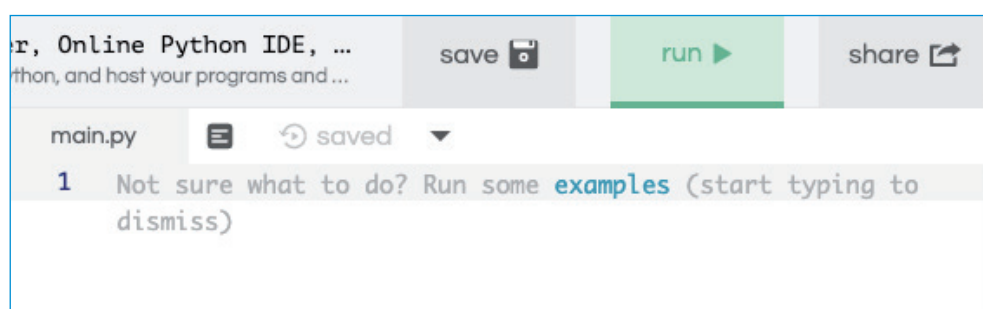 r, Online Python IDE, ...
thon, and host your programs and ...
save
run
share
main.py
saved
1 Not sure what to do? Run some examples (start typing to
dismiss)